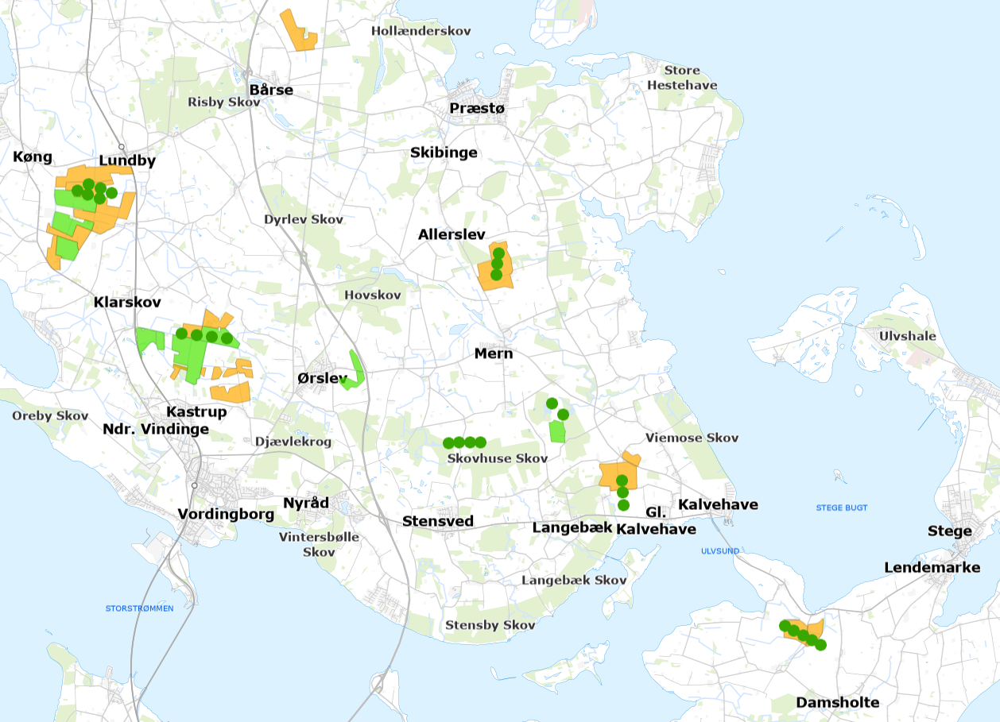 Hollænderskov
Store
Hestehave
Bårse
Risby Skov
Præstø
Køng
Lundby
Skibinge
Dyrlev Skov
Allerslev
Hovskov
Klarskov
Ulvshale
Mern
Ørslev
Oreby Skov
Kastrup
Ndr. Vindinge
Djævlekrog
Viemose Skov
Skovhuse Skov
Nyråd
Kalvehave
STEGE BUGT
Vordingborg
Gl.
Kalvehave
Stensved
Langebæk
Stege
Vintersbølle
Skov
ULVSUND
Lendemarke
Langebæk Skov
STORSTRØMMEN
Stensby Skov
Damsholte